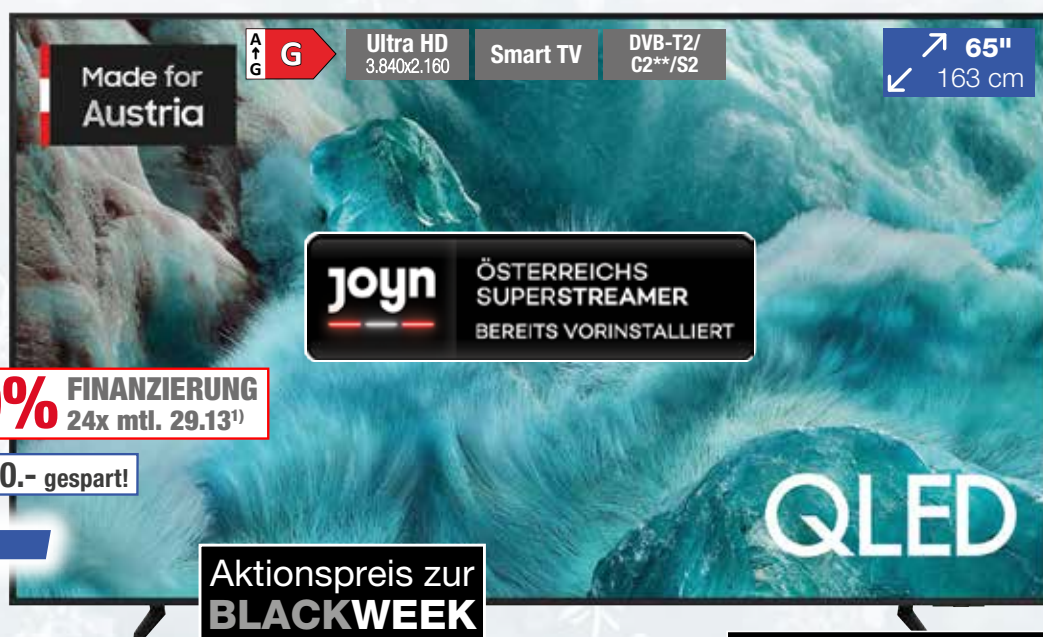 Made for
Austria
A
G
G
Ultra HD
3.840x2.160
Smart TV
DVB-T2/
C2**/S2
65"
163 cm
joyn
ÖSTERREICHS
SUPERSTREAMER
BEREITS VORINSTALLIERT
% FINANZIERUNG
24x mtl. 29.13¹⁾
0.- gespart!
QLED
Aktionspreis zur
BLACKWEEK